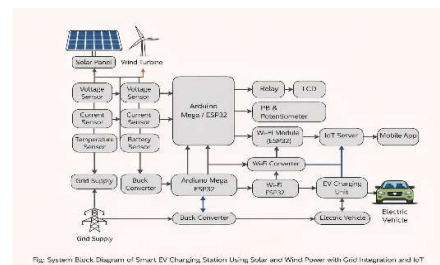 Solar Panel
Wind Turbine
Voltage
Sensor
Voltage
Sensor
Current
Sensor
Current
Sensor
Temperature
Sensor
Battery
Sensor
Grid Supply
Buck
Converter
Arduino
Mega / ESP32
Relay
LCD
PB &
Potentiometer
Wi-Fi Module
(ESP32)
IoT Server
Mobile App
WiFi Converter
Arduino Mega
ESP32
Wi-Fi
ESP32
EV Charging
Unit
Electric
Vehicle
Grid Supply
Buck Converter
Electric Vehicle
Fig: System Block Diagram of Smart EV Charging Station Using Solar and Wind Power with Grid Integration and IoT